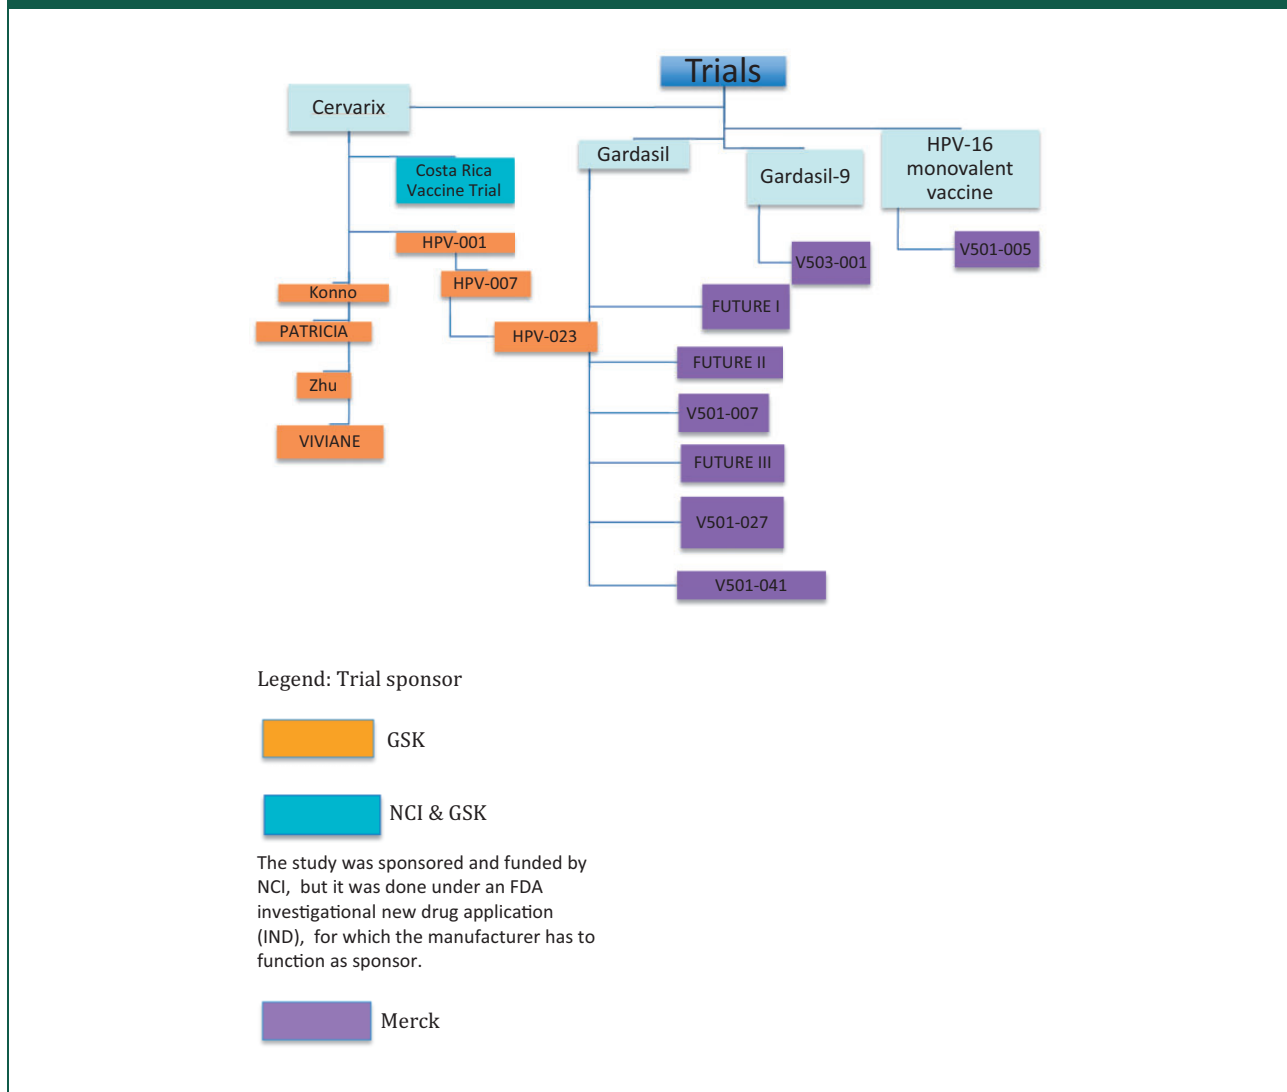 Trials
Cervarix
Costa Rica
Vaccine Trial
HPV-001
HPV-007
HPV-023
Konno
PATRICIA
Zhu
VIVIANE
Gardasil
FUTURE I
FUTURE II
V501-007
FUTURE III
V501-027
V501-041
Gardasil-9
V503-001
HPV-16
monovalent
vaccine
V501-005
Legend: Trial sponsor
GSK
NCI & GSK
The study was sponsored and funded by
NCI, but it was done under an FDA
investigational new drug application
(IND), for which the manufacturer has to
function as sponsor.
Merck